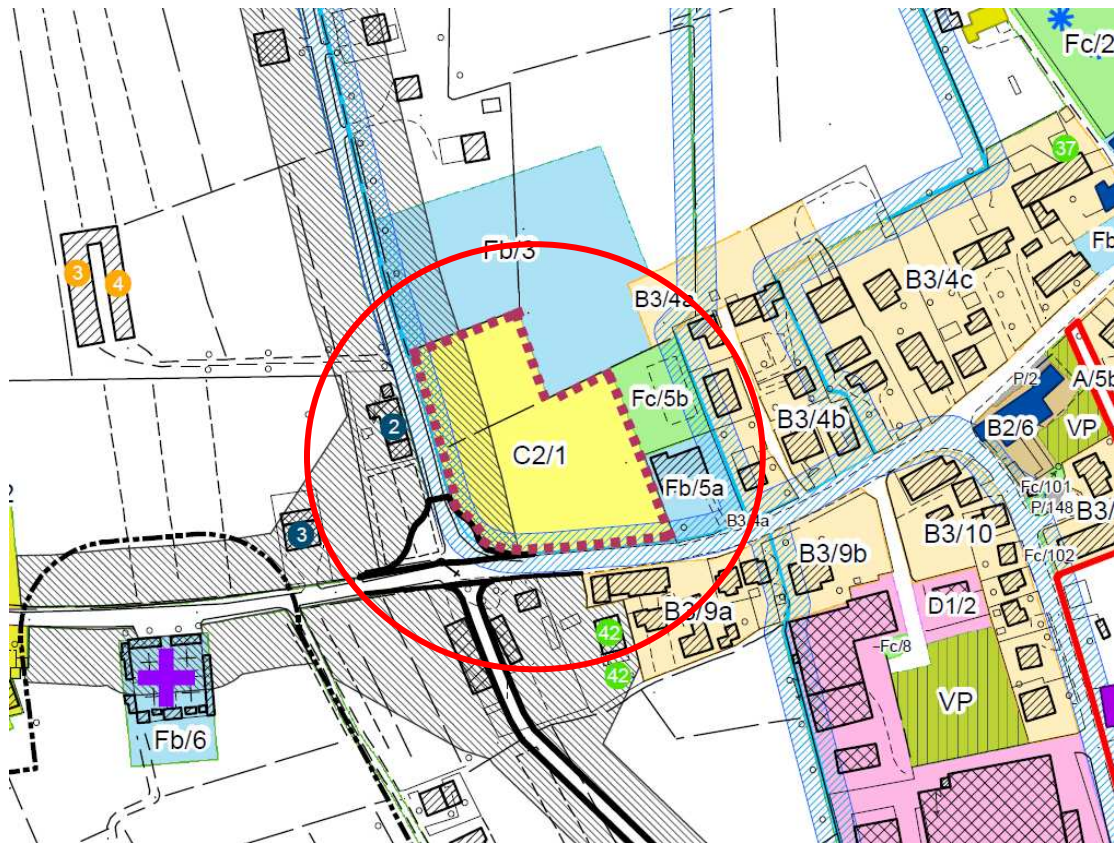 Fc/2
37
Fb/3
Fb
3
4
B3/4a
B3/4c
P/2
A/5b
Fc/5b
B3/4b
2
B2/6
VP
C2/1
Fb/5a
Fc/101
P/148
B3/
B3/4a
3
B3/9b
B3/10
Fc/102
B3/9a
D1/2
42
Fc/8
42
VP
Fb/6